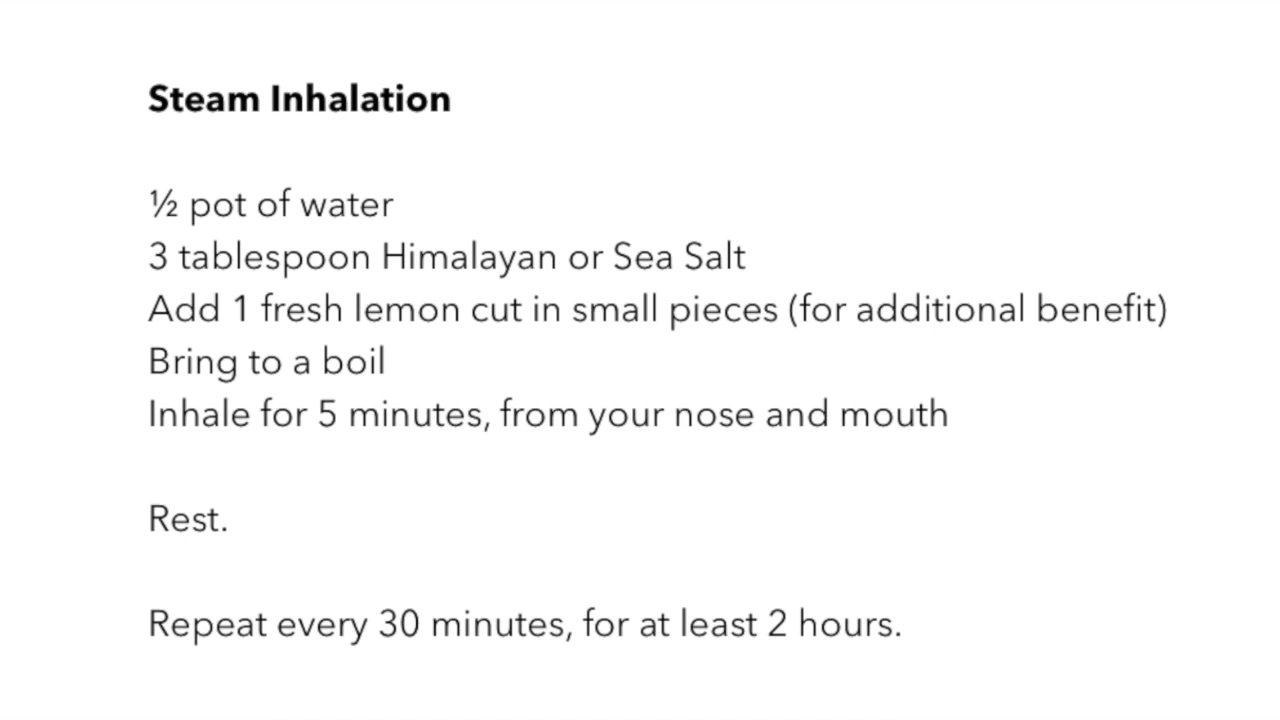 Steam Inhalation
½ pot of water
3 tablespoon Himalayan or Sea Salt
Add 1 fresh lemon cut in small pieces (for additional benefit)
Bring to a boil
Inhale for 5 minutes, from your nose and mouth
Rest.
Repeat every 30 minutes, for at least 2 hours.